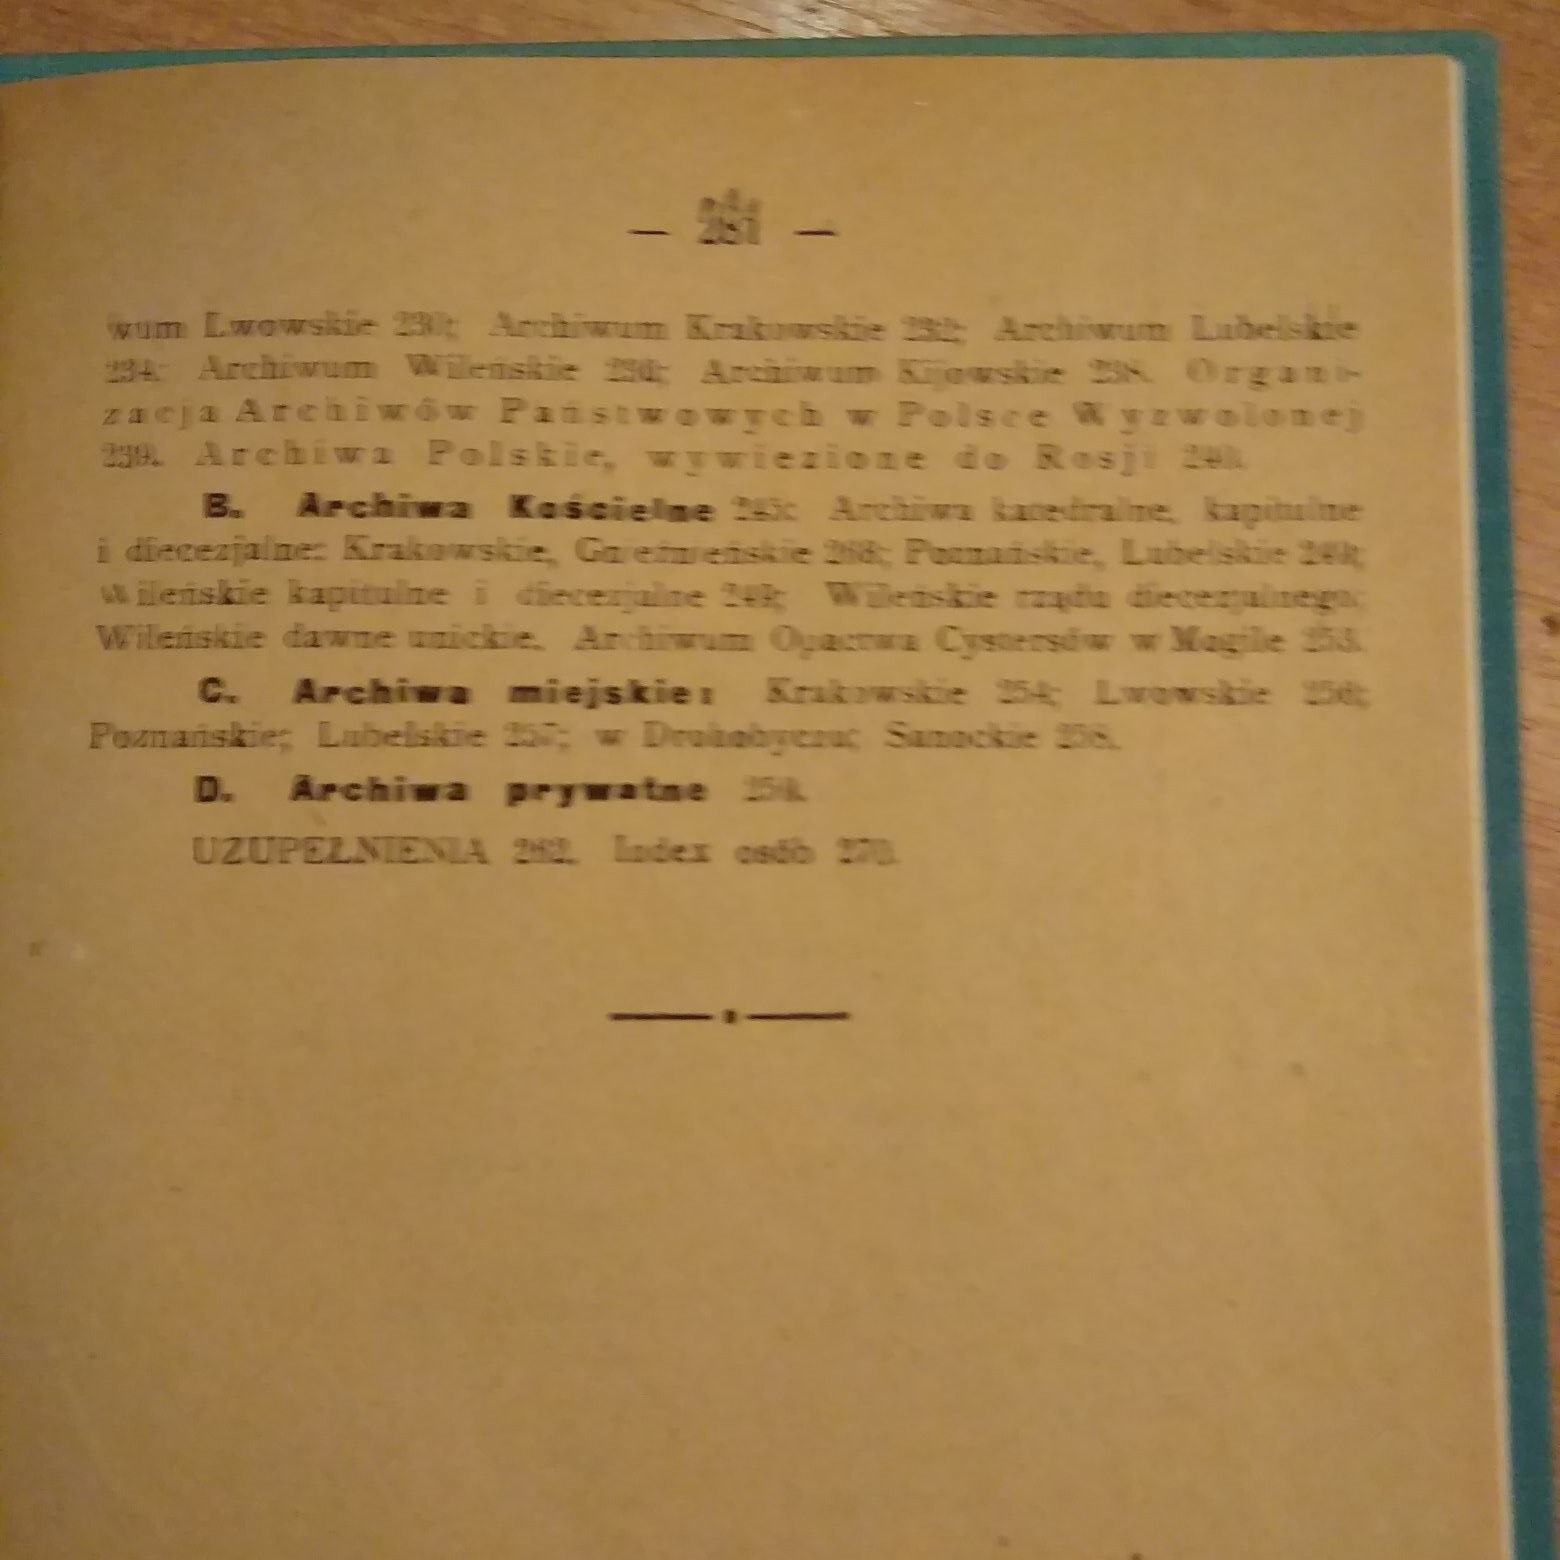 — 281 —
wum Lwowskie 230; Archiwum Krakowskie 232; Archiwum Lubelskie
234; Archiwum Wileńskie 236; Archiwum Kijowskie 238. Organi-
zacja Archiwów Państwowych w Polsce Wyzwolonej
239. Archiwa Polskie, wywiezione do Rosji 240.
B. Archiwa Kościelne 245: Archiwa katedralne, kapitulne
i diecezjalne: Krakowskie, Gnieźnieńskie 268; Poznańskie, Lubelskie 249;
Wileńskie kapitulne i diecezjalne 249; Wileńskie rządu diecezjalnego;
Wileńskie dawne unickie. Archiwum Opactwa Cystersów w Mogile 253.
C. Archiwa miejskie: Krakowskie 254; Lwowskie 256;
Poznańskie; Lubelskie 257; w Drohobyczu; Sanockie 258.
D. Archiwa prywatne
UZUPEŁNIENIA 262. Index osób 270.